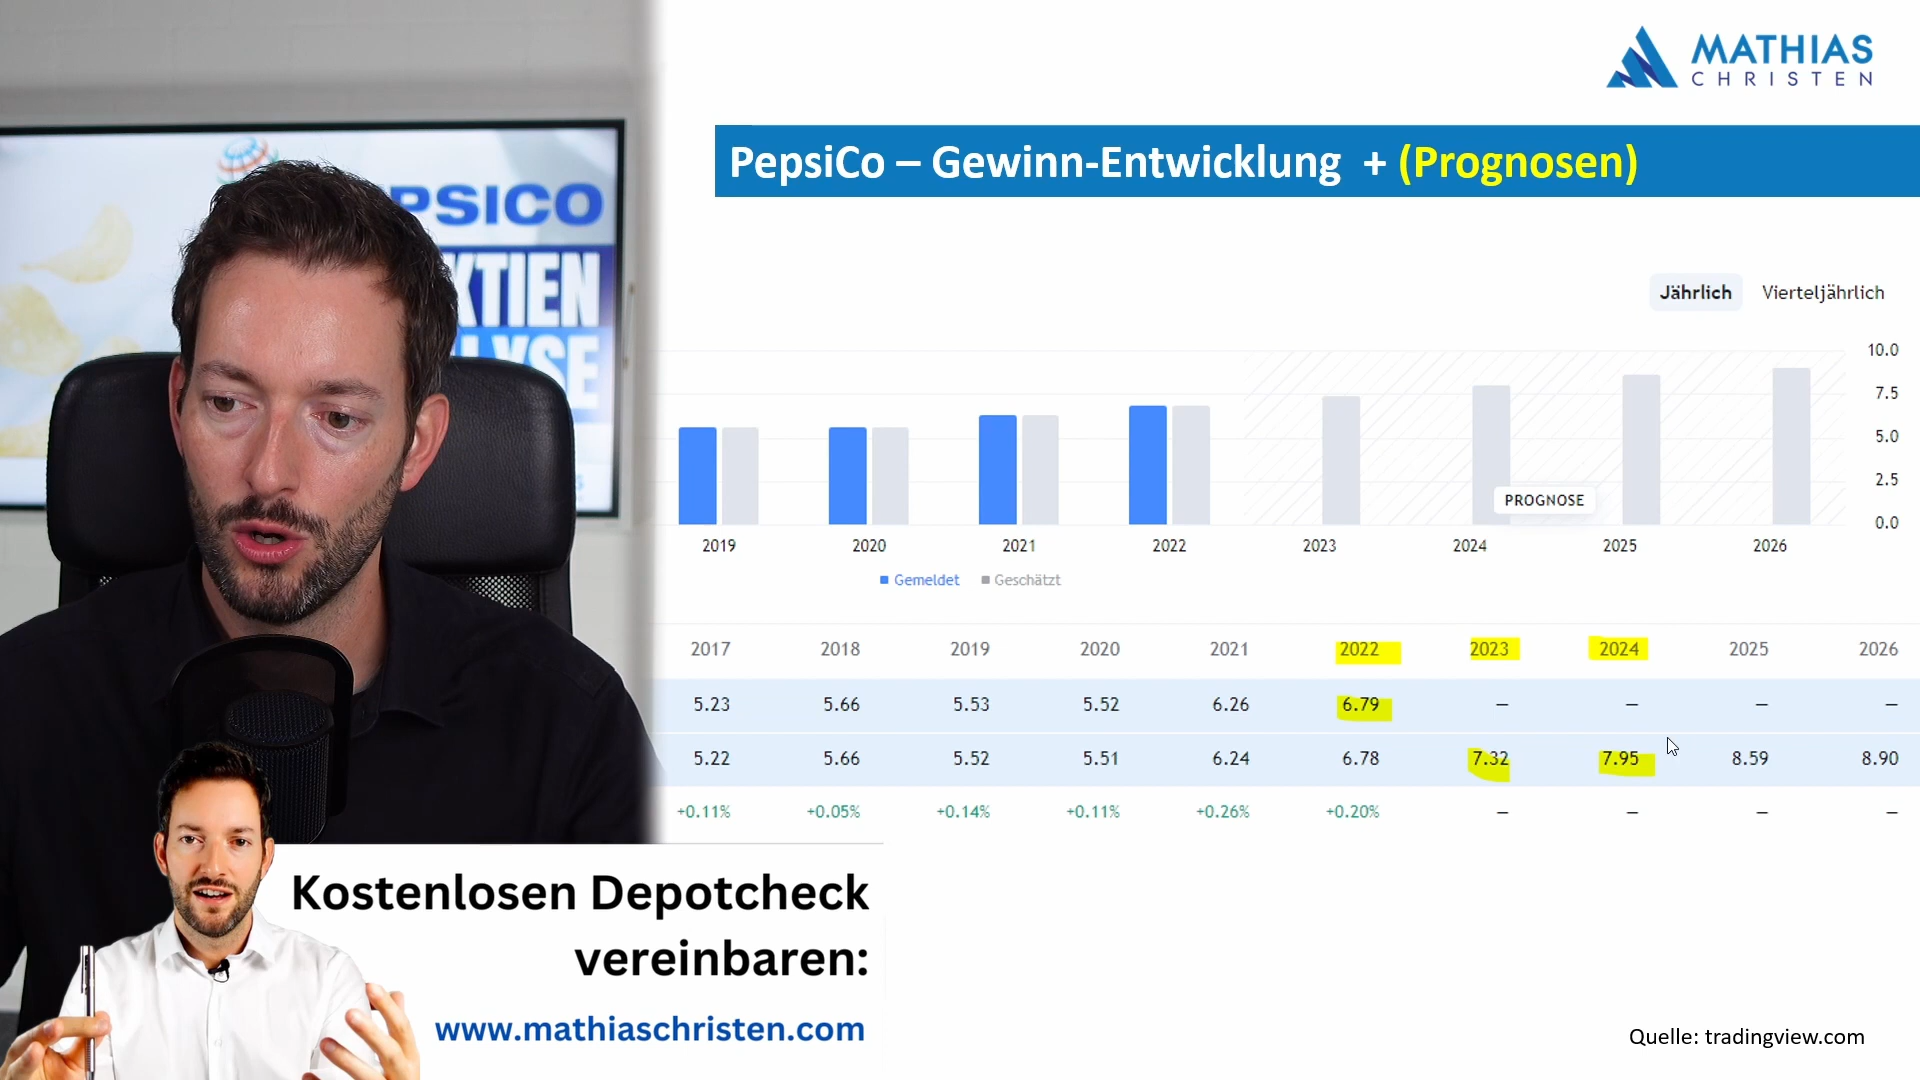 MATHIAS
CHRISTEN
PepsiCo – Gewinn-Entwicklung + (Prognosen)
PSICO
KTIEN
LYSE
Jährlich Vierteljährlich
10.0
7.5
5.0
2.5
0.0
PROGNOSE
2019 2020 2021 2022 2023 2024 2025 2026
Gemeldet Geschätzt
2017 2018 2019 2020 2021 2022 2023 2024 2025 2026
5.23 5.66 5.53 5.52 6.26 6.79 — — — —
5.22 5.66 5.52 5.51 6.24 6.78 7.32 7.95 8.59 8.90
+0.11% +0.05% +0.14% +0.11% +0.26% +0.20% — — — —
Kostenlosen Depotcheck
vereinbaren:
www.mathiaschristen.com
Quelle: tradingview.com